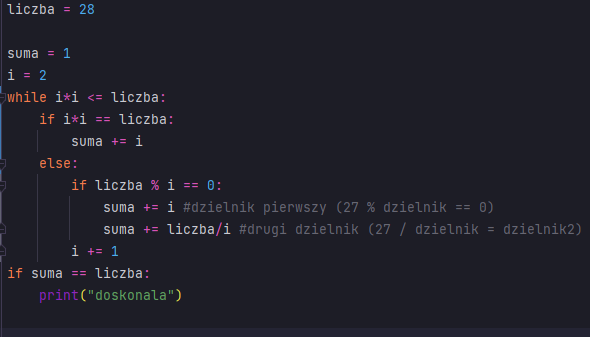 liczba = 28
suma = 1
i = 2
while i*i <= liczba:
    if i*i == liczba:
        suma += i
    else:
        if liczba % i == 0:
            suma += i #dzielnik pierwszy (27 % dzielnik == 0)
            suma += liczba/i #drugi dzielnik (27 / dzielnik = dzielnik2)
        i += 1
if suma == liczba:
    print("doskonala")